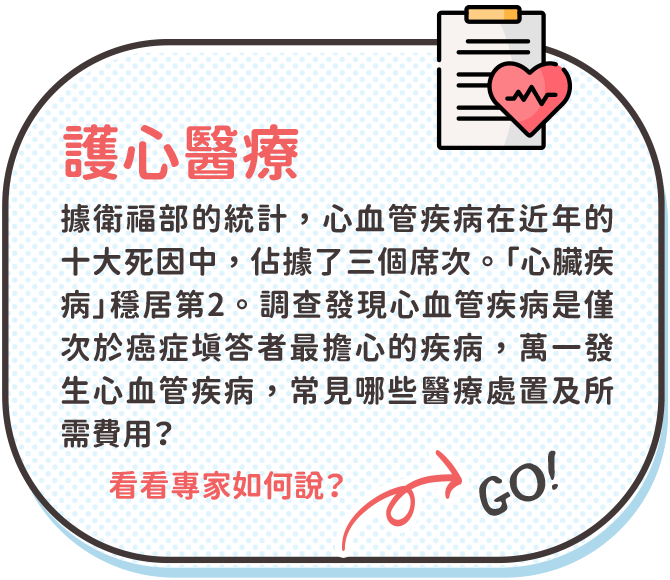 護心醫療
據衛福部的統計，心血管疾病在近年的
十大死因中，佔據了三個席次。「心臟疾
病」穩居第2。調查發現心血管疾病是僅
次於癌症塡答者最擔心的疾病，萬一發
生心血管疾病，常見哪些醫療處置及所
需費用？
看看專家如何說？
GO!